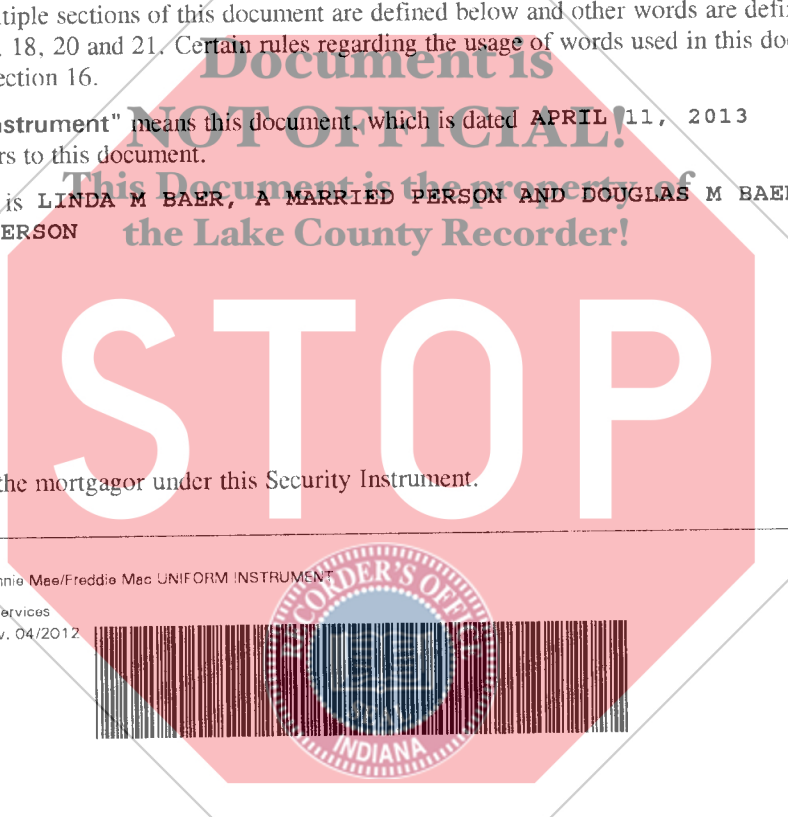 tiple sections of this document are defined below and other words are defi
, 18, 20 and 21. Certain rules regarding the usage of words used in this do
ection 16.
Document is
NOT OFFICIAL!
nstrument" means this document, which is dated APRIL 11, 2013
rs to this document.
This Document is the property of
the Lake County Recorder!
is LINDA M BAER, A MARRIED PERSON AND DOUGLAS M BAE
ERSON
STOP
the mortgagor under this Security Instrument.
nnie Mae/Freddie Mac UNIFORM INSTRUMENT
ervices
v. 04/2012
RECORDER'S OFFICE
SEAL
INDIANA